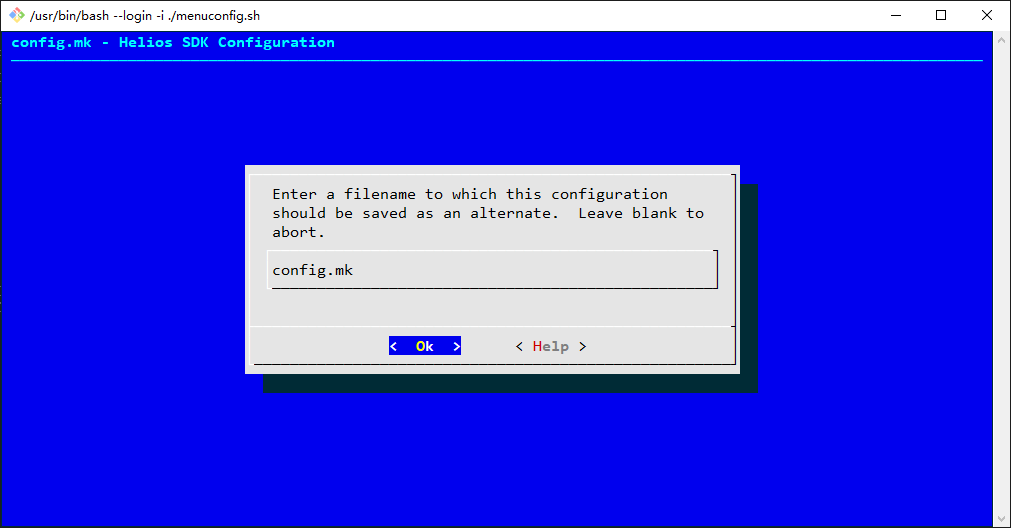 /usr/bin/bash --login -i ./menuconfig.sh
config.mk - Helios SDK Configuration
Enter a filename to which this configuration
should be saved as an alternate.  Leave blank to
abort.
config.mk
<  Ok  > < Help >